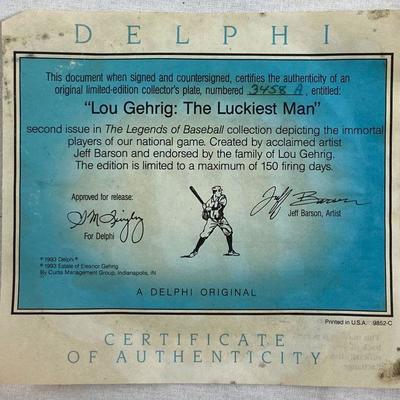 DELPHI
This document when signed and countersigned, certifies the authenticity of an
original limited-edition collector's plate, numbered 3458 A, entitled:
"Lou Gehrig: The Luckiest Man"
second issue in The Legends of Baseball collection depicting the immortal
players of our national game. Created by acclaimed artist
Jeff Barson and endorsed by the family of Lou Gehrig.
The edition is limited to a maximum of 150 firing days.
Approved for release:
For Delphi
Jeff Barson
Jeff Barson, Artist
©1993 Delphi®
©1993 Estate of Eleanor Gehrig
By Curtis Management Group, Indianapolis, IN
A DELPHI ORIGINAL
Printed in U.S.A. 9852-C
CERTIFICATE
OF AUTHENTICITY